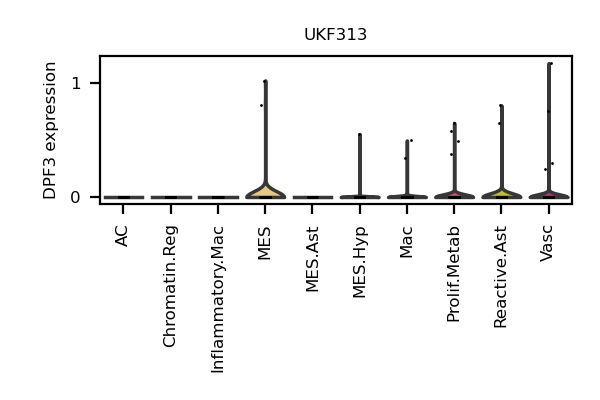 UKF313
DPF3 expression
1
0
AC
Chromatin.Reg
Inflammatory.Mac
MES
MES.Ast
MES.Hyp
Mac
Prolif.Metab
Reactive.Ast
Vasc